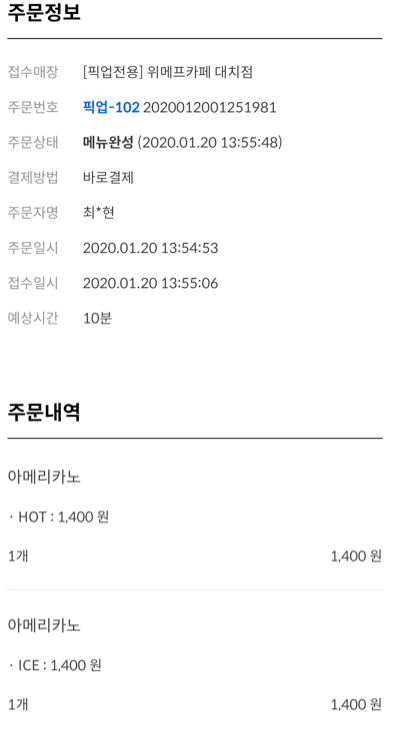 주문정보
접수매장 [픽업전용] 위메프카페 대치점
주문번호 픽업-102 2020012001251981
주문상태 메뉴완성 (2020.01.20 13:55:48)
결제방법 바로결제
주문자명 최*현
주문일시 2020.01.20 13:54:53
접수일시 2020.01.20 13:55:06
예상시간 10분
주문내역
아메리카노
· HOT : 1,400 원
1개 1,400 원
아메리카노
· ICE : 1,400 원
1개 1,400 원